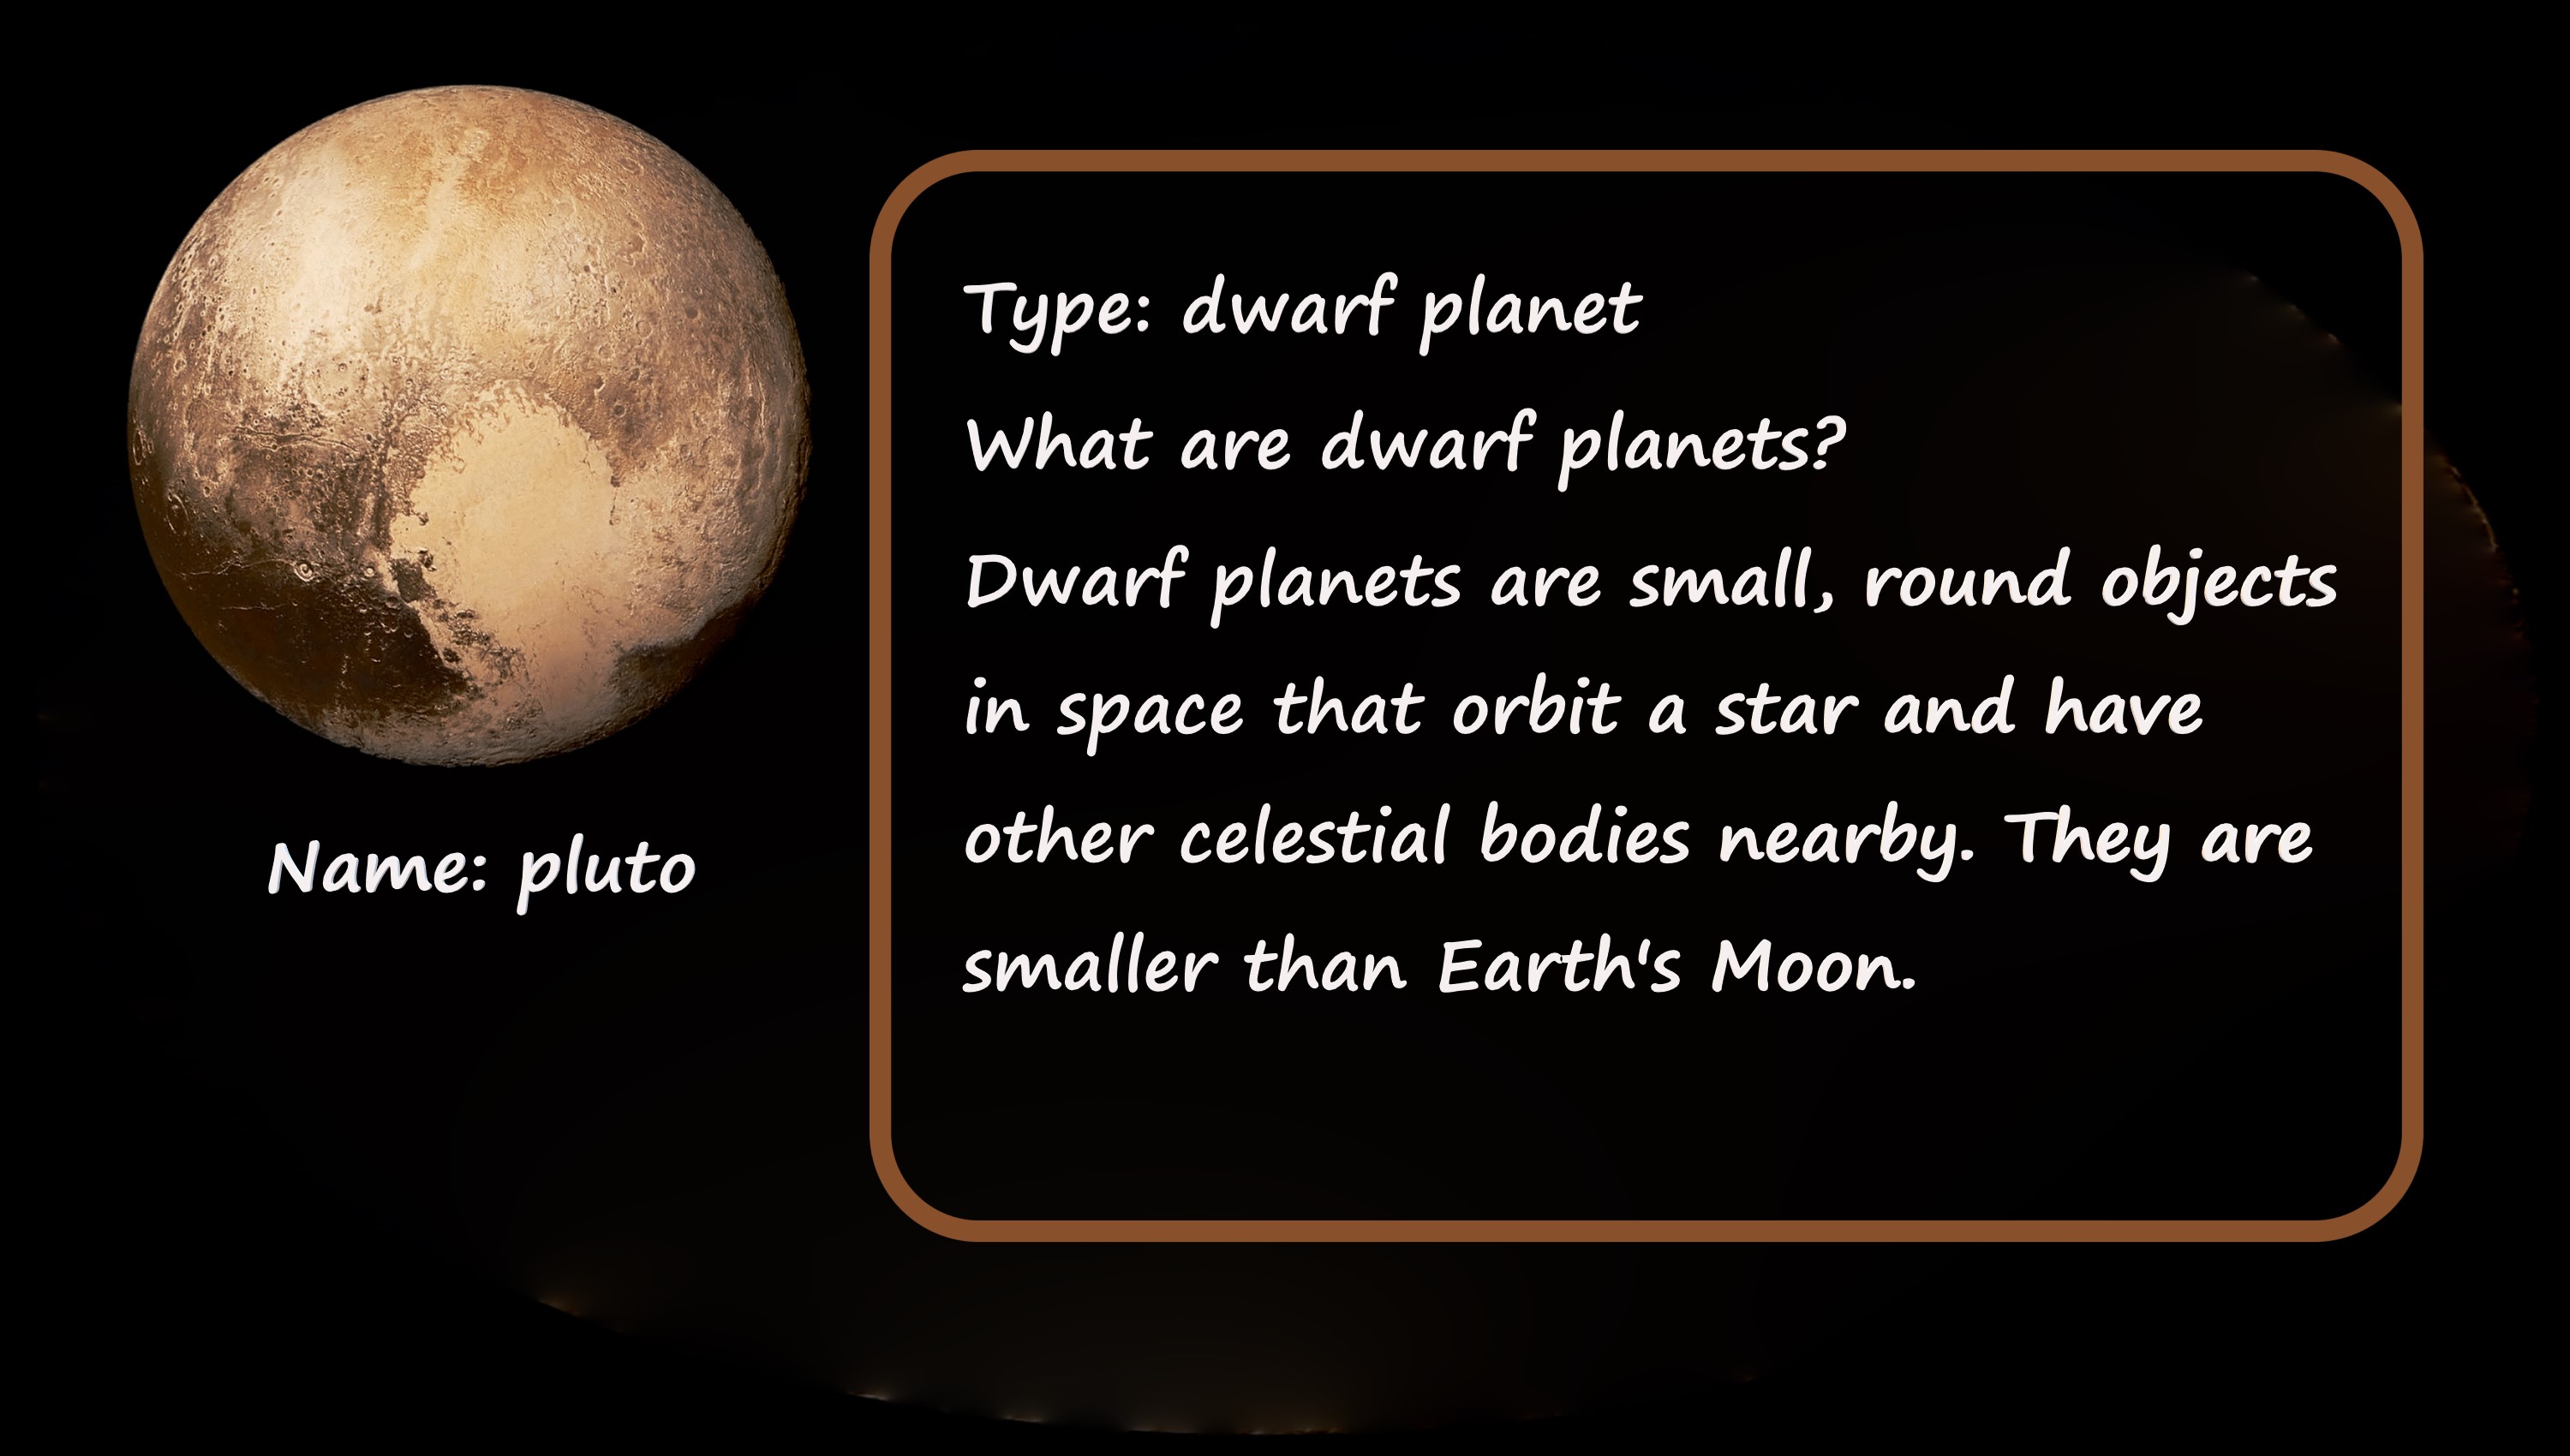 Type: dwarf planet
What are dwarf planets?
Dwarf planets are small, round objects
in space that orbit a star and have
other celestial bodies nearby. They are
smaller than Earth's Moon.
Name: pluto